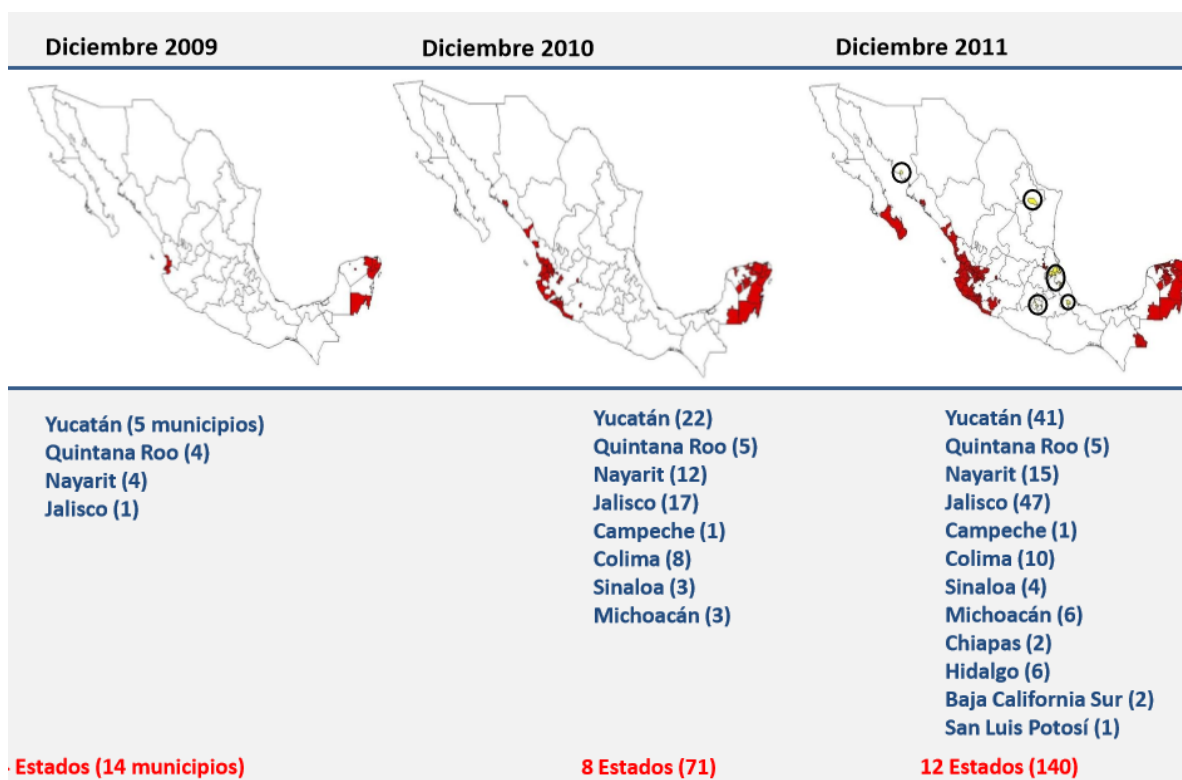 Diciembre 2009
Diciembre 2010
Diciembre 2011
Yucatán (5 municipios)
Quintana Roo (4)
Nayarit (4)
Jalisco (1)
Yucatán (22)
Quintana Roo (5)
Nayarit (12)
Jalisco (17)
Campeche (1)
Colima (8)
Sinaloa (3)
Michoacán (3)
Yucatán (41)
Quintana Roo (5)
Nayarit (15)
Jalisco (47)
Campeche (1)
Colima (10)
Sinaloa (4)
Michoacán (6)
Chiapas (2)
Hidalgo (6)
Baja California Sur (2)
San Luis Potosí (1)
Estados (14 municipios)
8 Estados (71)
12 Estados (140)